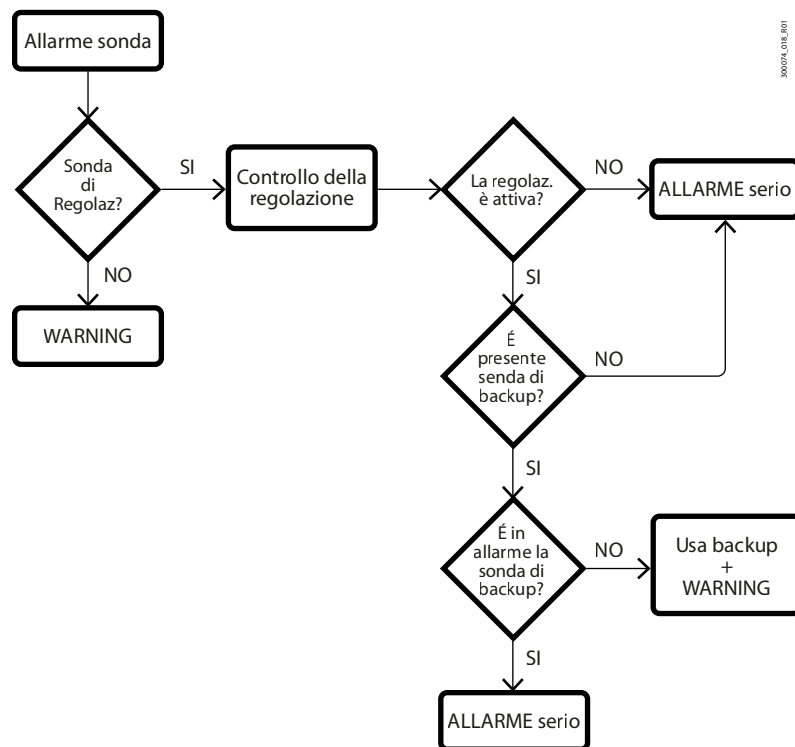 Allarme sonda
300074_018_R01
Sonda
di
Regolaz?
SI
Controllo della
regolazione
La regolaz.
è attiva?
NO
ALLARME serio
NO
WARNING
SI
É
presente
senda di
backup?
NO
SI
É in
allarme la
sonda di
backup?
NO
Usa backup
+
WARNING
SI
ALLARME serio